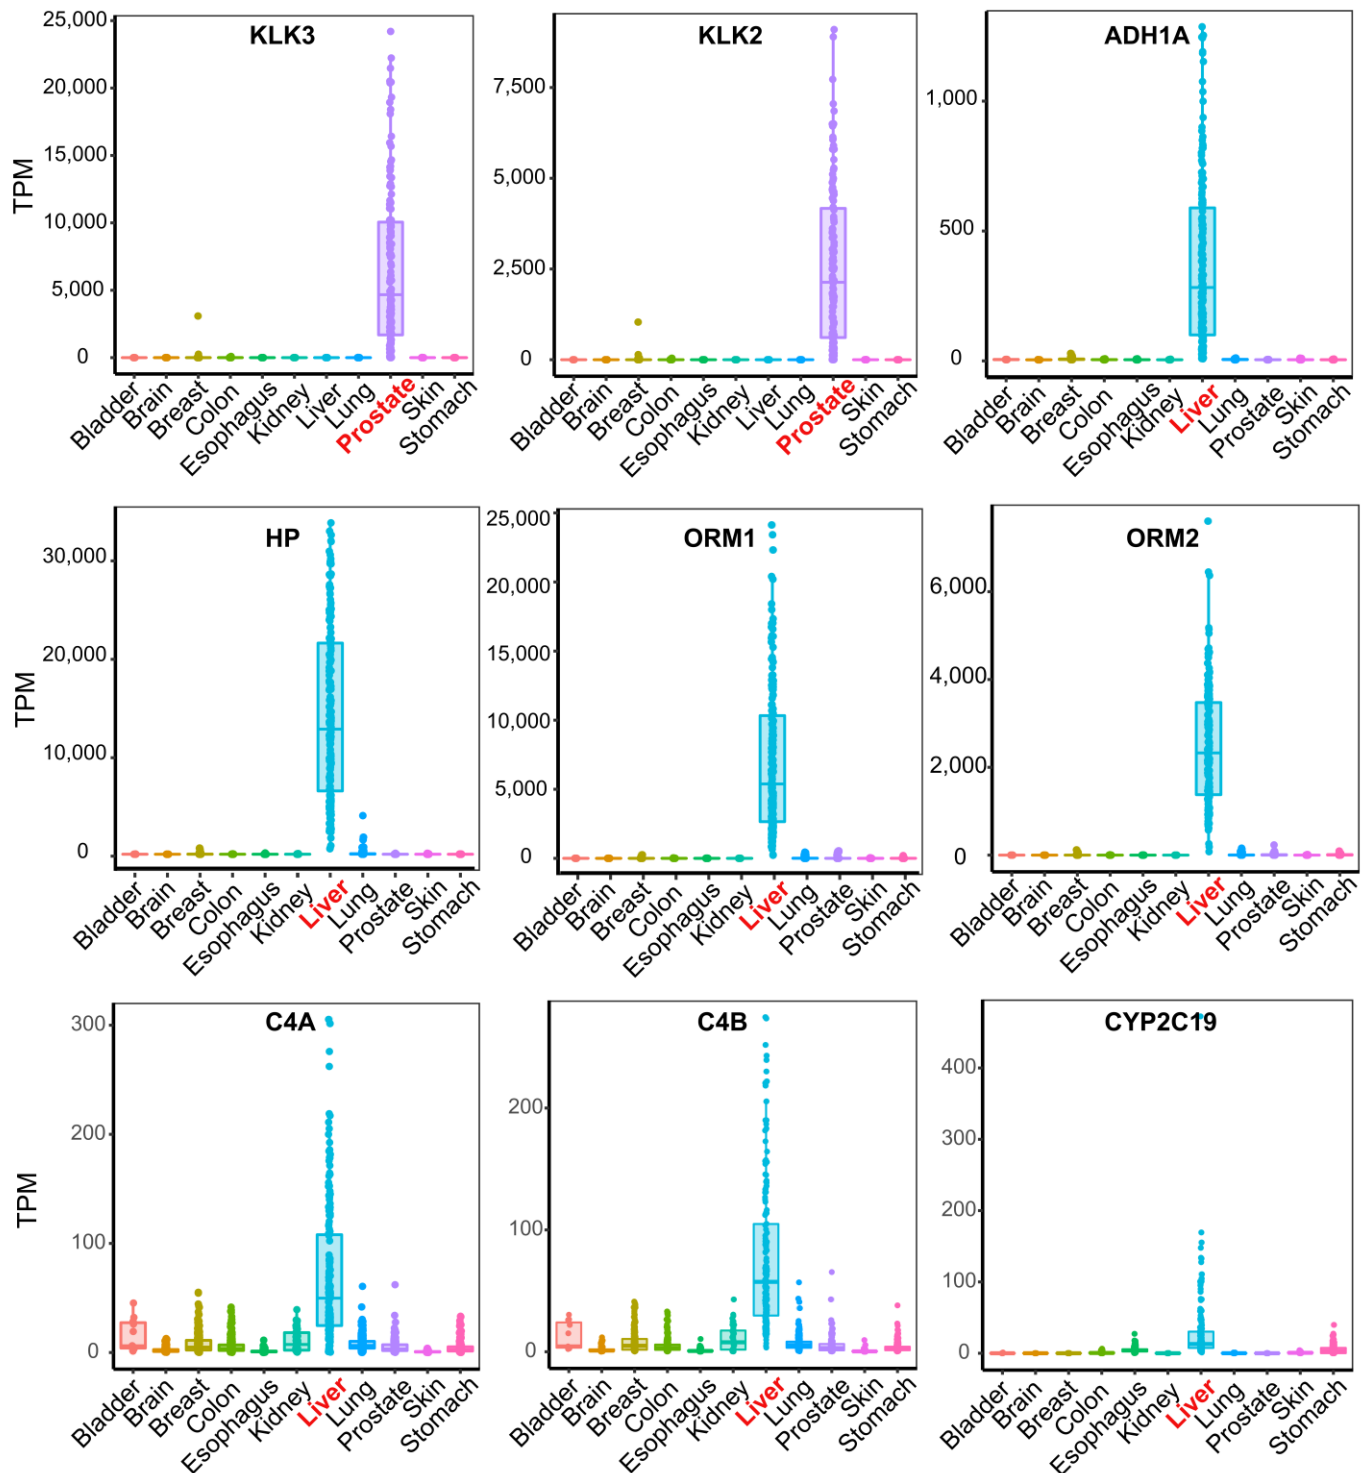 KLK3
TPM
25,000
20,000
15,000
10,000
5,000
0
Bladder
Brain
Breast
Colon
Esophagus
Kidney
Liver
Lung
Prostate
Skin
Stomach
KLK2
7,500
5,000
2,500
0
Bladder
Brain
Breast
Colon
Esophagus
Kidney
Liver
Lung
Prostate
Skin
Stomach
ADH1A
1,000
500
0
Bladder
Brain
Breast
Colon
Esophagus
Kidney
Liver
Lung
Prostate
Skin
Stomach
HP
TPM
30,000
20,000
10,000
0
Bladder
Brain
Breast
Colon
Esophagus
Kidney
Liver
Lung
Prostate
Skin
Stomach
ORM1
25,000
20,000
15,000
10,000
5,000
0
Bladder
Brain
Breast
Colon
Esophagus
Kidney
Liver
Lung
Prostate
Skin
Stomach
ORM2
6,000
4,000
2,000
0
Bladder
Brain
Breast
Colon
Esophagus
Kidney
Liver
Lung
Prostate
Skin
Stomach
C4A
TPM
300
200
100
0
Bladder
Brain
Breast
Colon
Esophagus
Kidney
Liver
Lung
Prostate
Skin
Stomach
C4B
200
100
0
Bladder
Brain
Breast
Colon
Esophagus
Kidney
Liver
Lung
Prostate
Skin
Stomach
CYP2C19
400
300
200
100
0
Bladder
Brain
Breast
Colon
Esophagus
Kidney
Liver
Lung
Prostate
Skin
Stomach